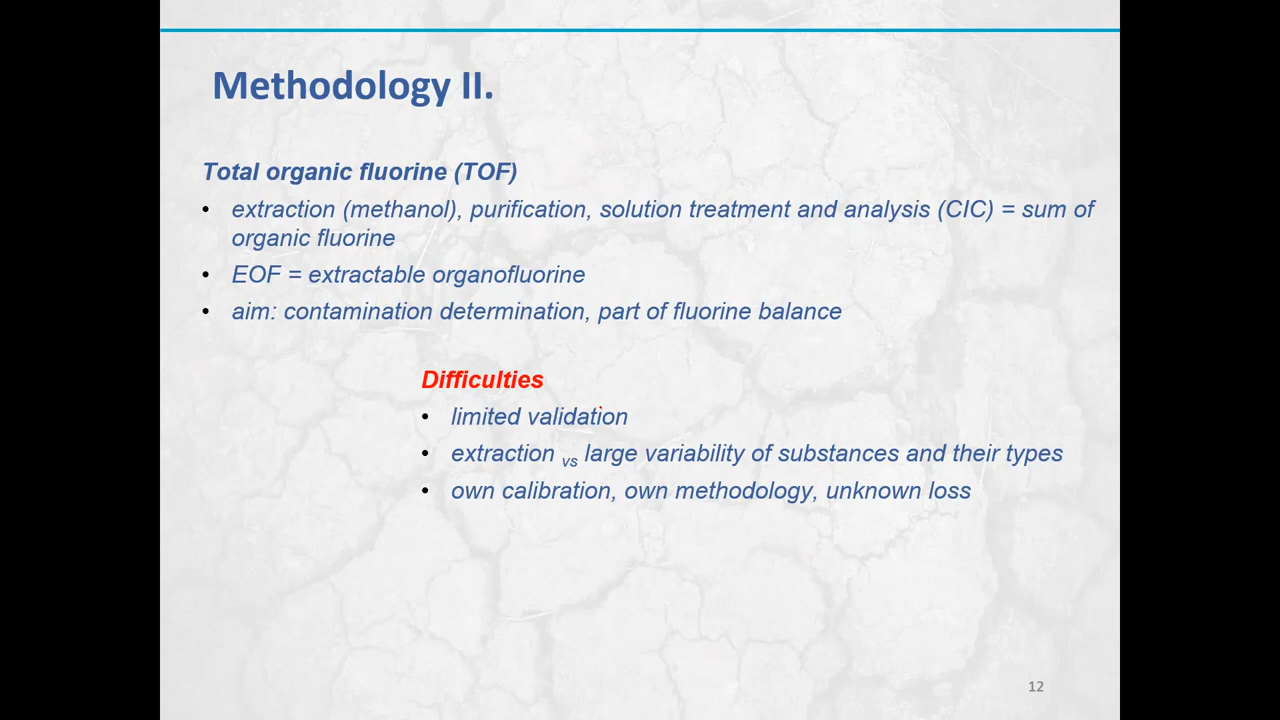 Methodology II.
Total organic fluorine (TOF)
• extraction (methanol), purification, solution treatment and analysis (CIC) = sum of
organic fluorine
• EOF = extractable organofluorine
• aim: contamination determination, part of fluorine balance
Difficulties
• limited validation
• extraction vs large variability of substances and their types
• own calibration, own methodology, unknown loss
12